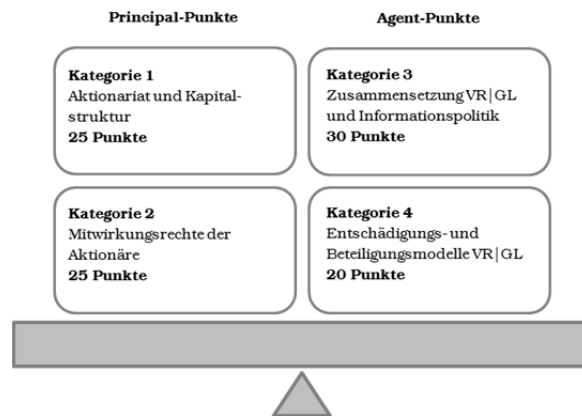 Principal-Punkte
Agent-Punkte
Kategorie 1
Aktionariat und Kapital-
struktur
25 Punkte
Kategorie 3
Zusammensetzung VR|GL
und Informationspolitik
30 Punkte
Kategorie 2
Mitwirkungsrechte der
Aktionäre
25 Punkte
Kategorie 4
Entschädigungs- und
Beteiligungsmodelle VR|GL
20 Punkte